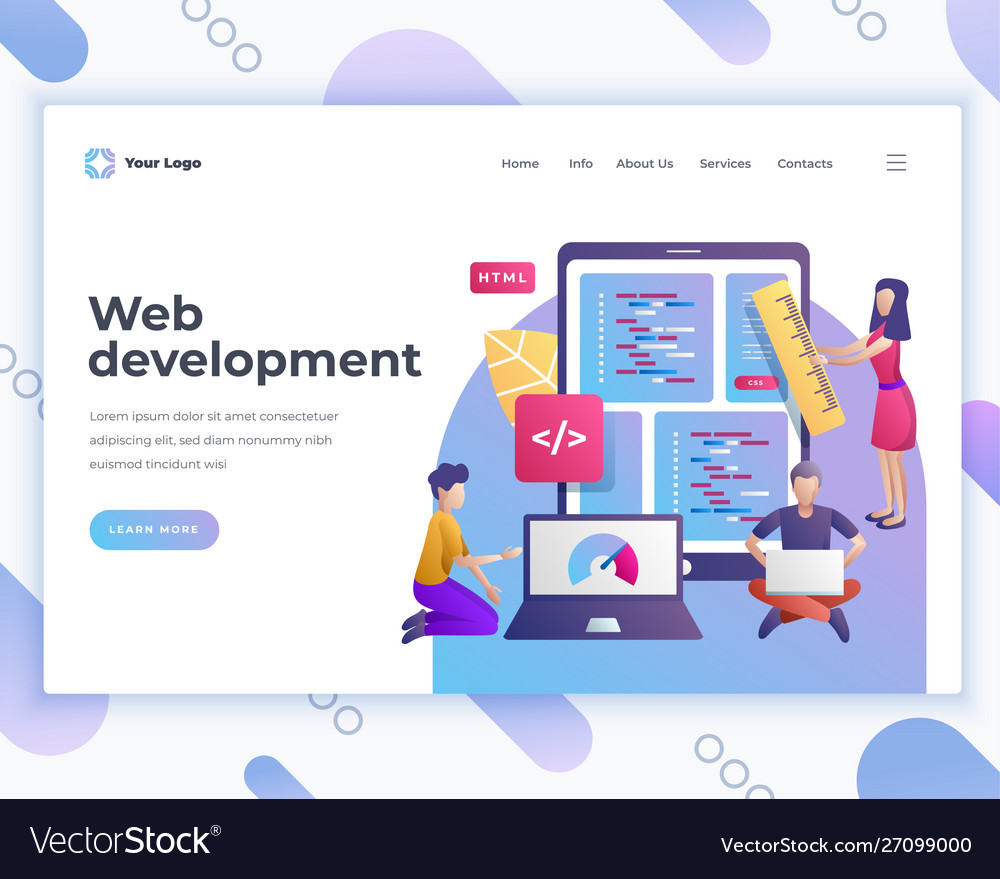 Your Logo
Home Info About Us Services Contacts
HTML
Web
development
CSS
Lorem ipsum dolor sit amet consectetuer
adipiscing elit, sed diam nonummy nibh
euismod tincidunt wisi
</>
LEARN MORE
VectorStock®
VectorStock.com/27099000